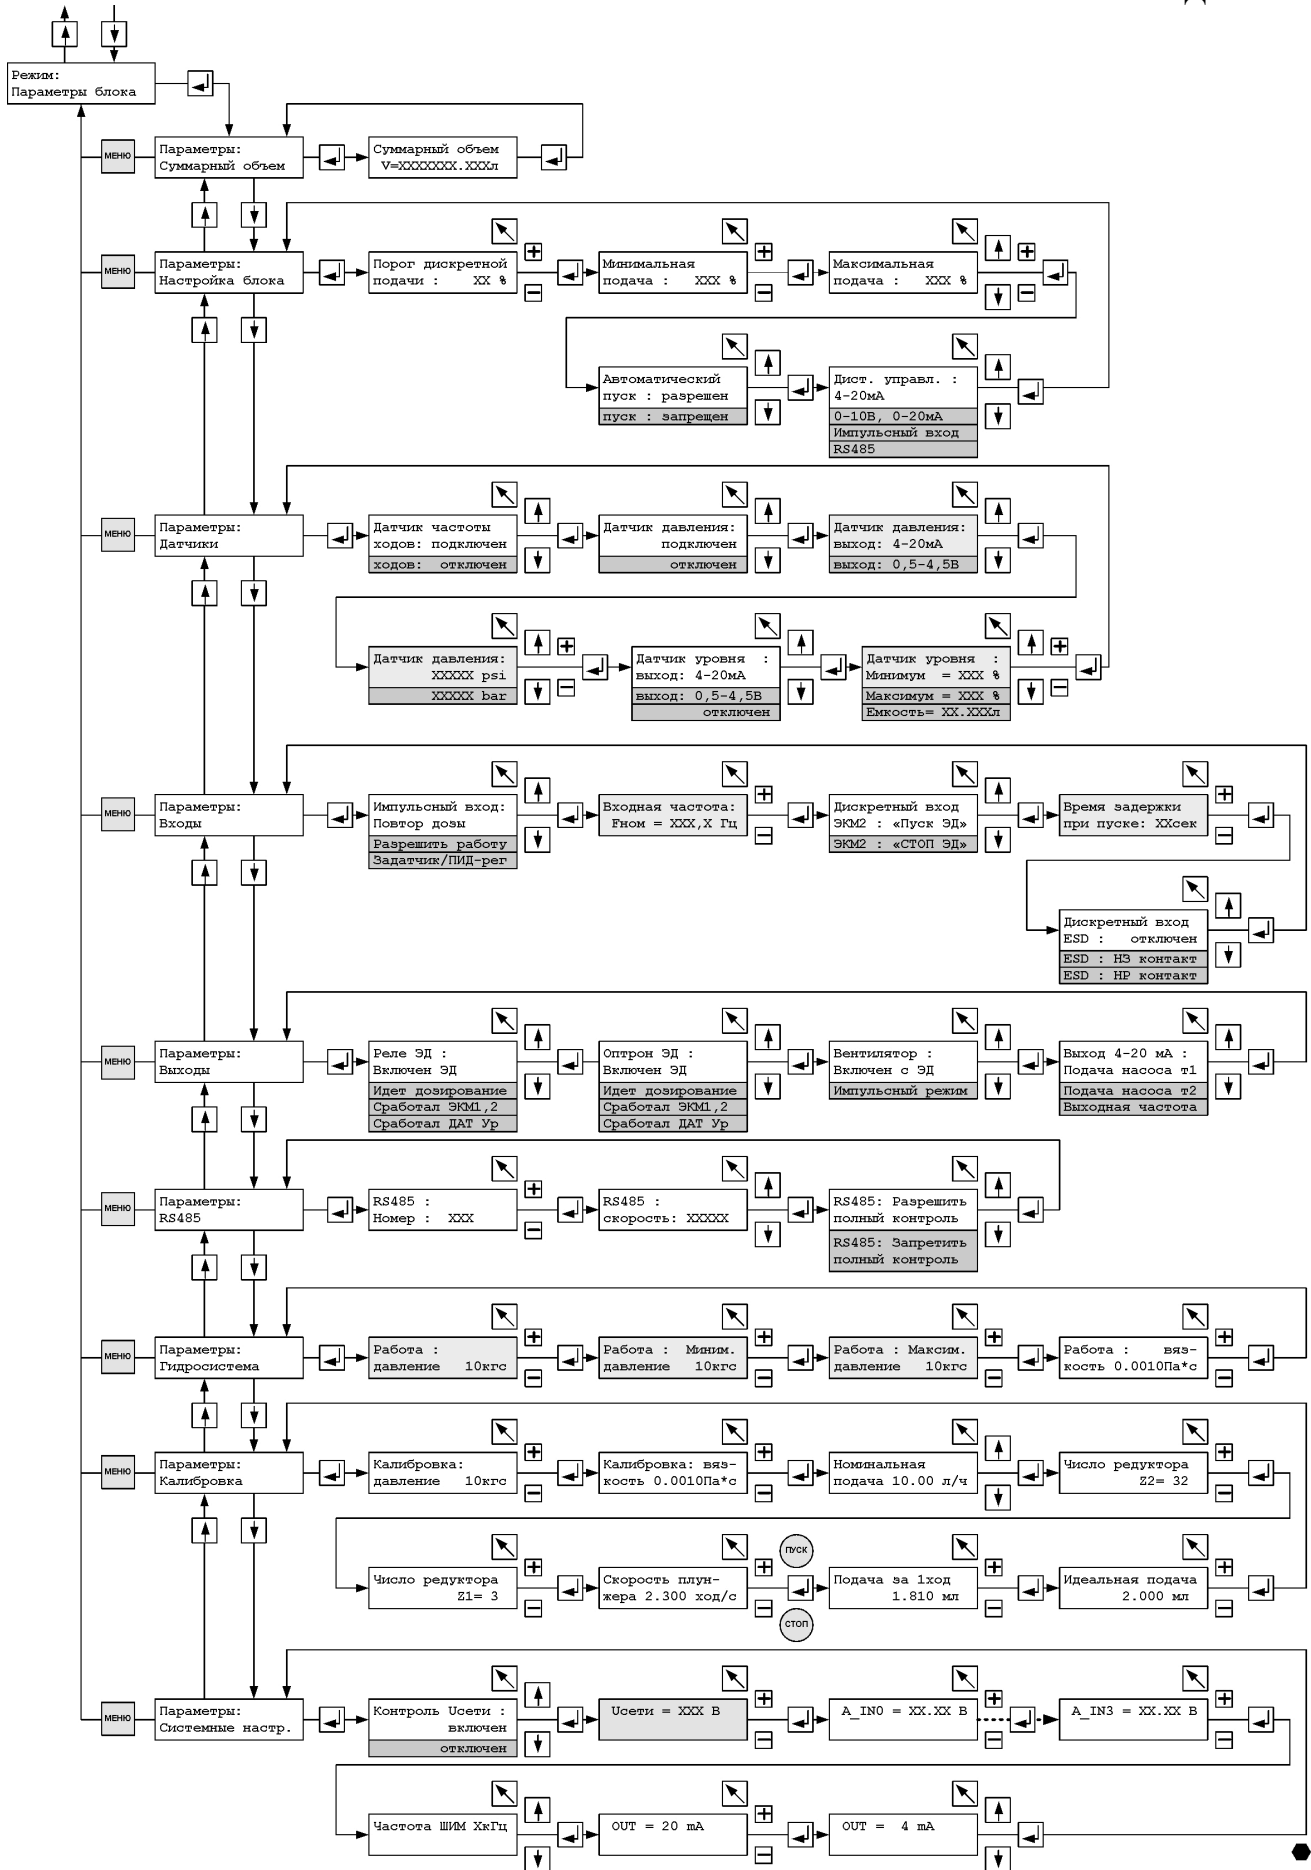 Режим:
Параметры блока
МЕНЮ
Параметры:
Суммарный объем
Суммарный объем
V=XXXXXXX.XXXл
МЕНЮ
Параметры:
Настройка блока
Порог дискретной
подачи : XX %
Минимальная
подача : XXX %
Максимальная
подача : XXX %
Автоматический
пуск : разрешен
пуск : запрещен
Дист. управл. :
4-20мА
0-10В, 0-20мА
Импульсный вход
RS485
МЕНЮ
Параметры:
Датчики
Датчик частоты
ходов: подключен
ходов: отключен
Датчик давления:
подключен
отключен
Датчик давления:
выход: 4-20мА
выход: 0,5-4,5В
Датчик давления:
XXXXX psi
XXXXX bar
Датчик уровня :
выход: 4-20мА
выход: 0,5-4,5В
отключен
Датчик уровня :
Минимум = XXX %
Максимум = XXX %
Емкость= XX.XXXл
МЕНЮ
Параметры:
Входы
Импульсный вход:
Повтор дозы
Разрешить работу
Задатчик/ПИД-рег
Входная частота:
Fном = XXX,X Гц
Дискретный вход
ЭКМ2 : «Пуск ЭД»
ЭКМ2 : «СТОП ЭД»
Время задержки
при пуске: XXсек
Дискретный вход
ESD : отключен
ESD : НЗ контакт
ESD : НР контакт
МЕНЮ
Параметры:
Выходы
Реле ЭД :
Включен ЭД
Идет дозирование
Сработал ЭКМ1,2
Сработал ДАТ Ур
Оптрон ЭД :
Включен ЭД
Идет дозирование
Сработал ЭКМ1,2
Сработал ДАТ Ур
Вентилятор :
Включен с ЭД
Импульсный режим
Выход 4-20 мА :
Подача насоса т1
Подача насоса т2
Выходная частота
МЕНЮ
Параметры:
RS485
RS485 :
Номер : XXX
RS485 :
скорость: XXXXX
RS485: Разрешить
полный контроль
RS485: Запретить
полный контроль
МЕНЮ
Параметры:
Гидросистема
Работа :
давление 10кгс
Работа : Миним.
давление 10кгс
Работа : Максим.
давление 10кгс
Работа : вяз-
кость 0.0010Па*с
МЕНЮ
Параметры:
Калибровка
Калибровка:
давление 10кгс
Калибровка: вяз-
кость 0.0010Па*с
Номинальная
подача 10.00 л/ч
Число редуктора
Z2= 32
Число редуктора
Z1= 3
Скорость плун-
жера 2.300 ход/с
ПУСК
СТОП
Подача за 1ход
1.810 мл
Идеальная подача
2.000 мл
МЕНЮ
Параметры:
Системные настр.
Контроль Uсети :
включен
отключен
Uсети = XXX В
A_IN0 = XX.XX В
A_IN3 = XX.XX В
Частота ШИМ XкГц
OUT = 20 mA
OUT = 4 mA